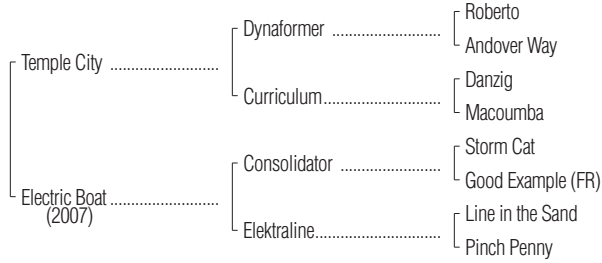 Roberto
Dynaformer ......................
Andover Way
Temple City ......................
Danzig
Curriculum........................
Macoumba
Storm Cat
Consolidator .....................
Good Example (FR)
Electric Boat ......................
(2007)
Line in the Sand
Elektraline.........................
Pinch Penny